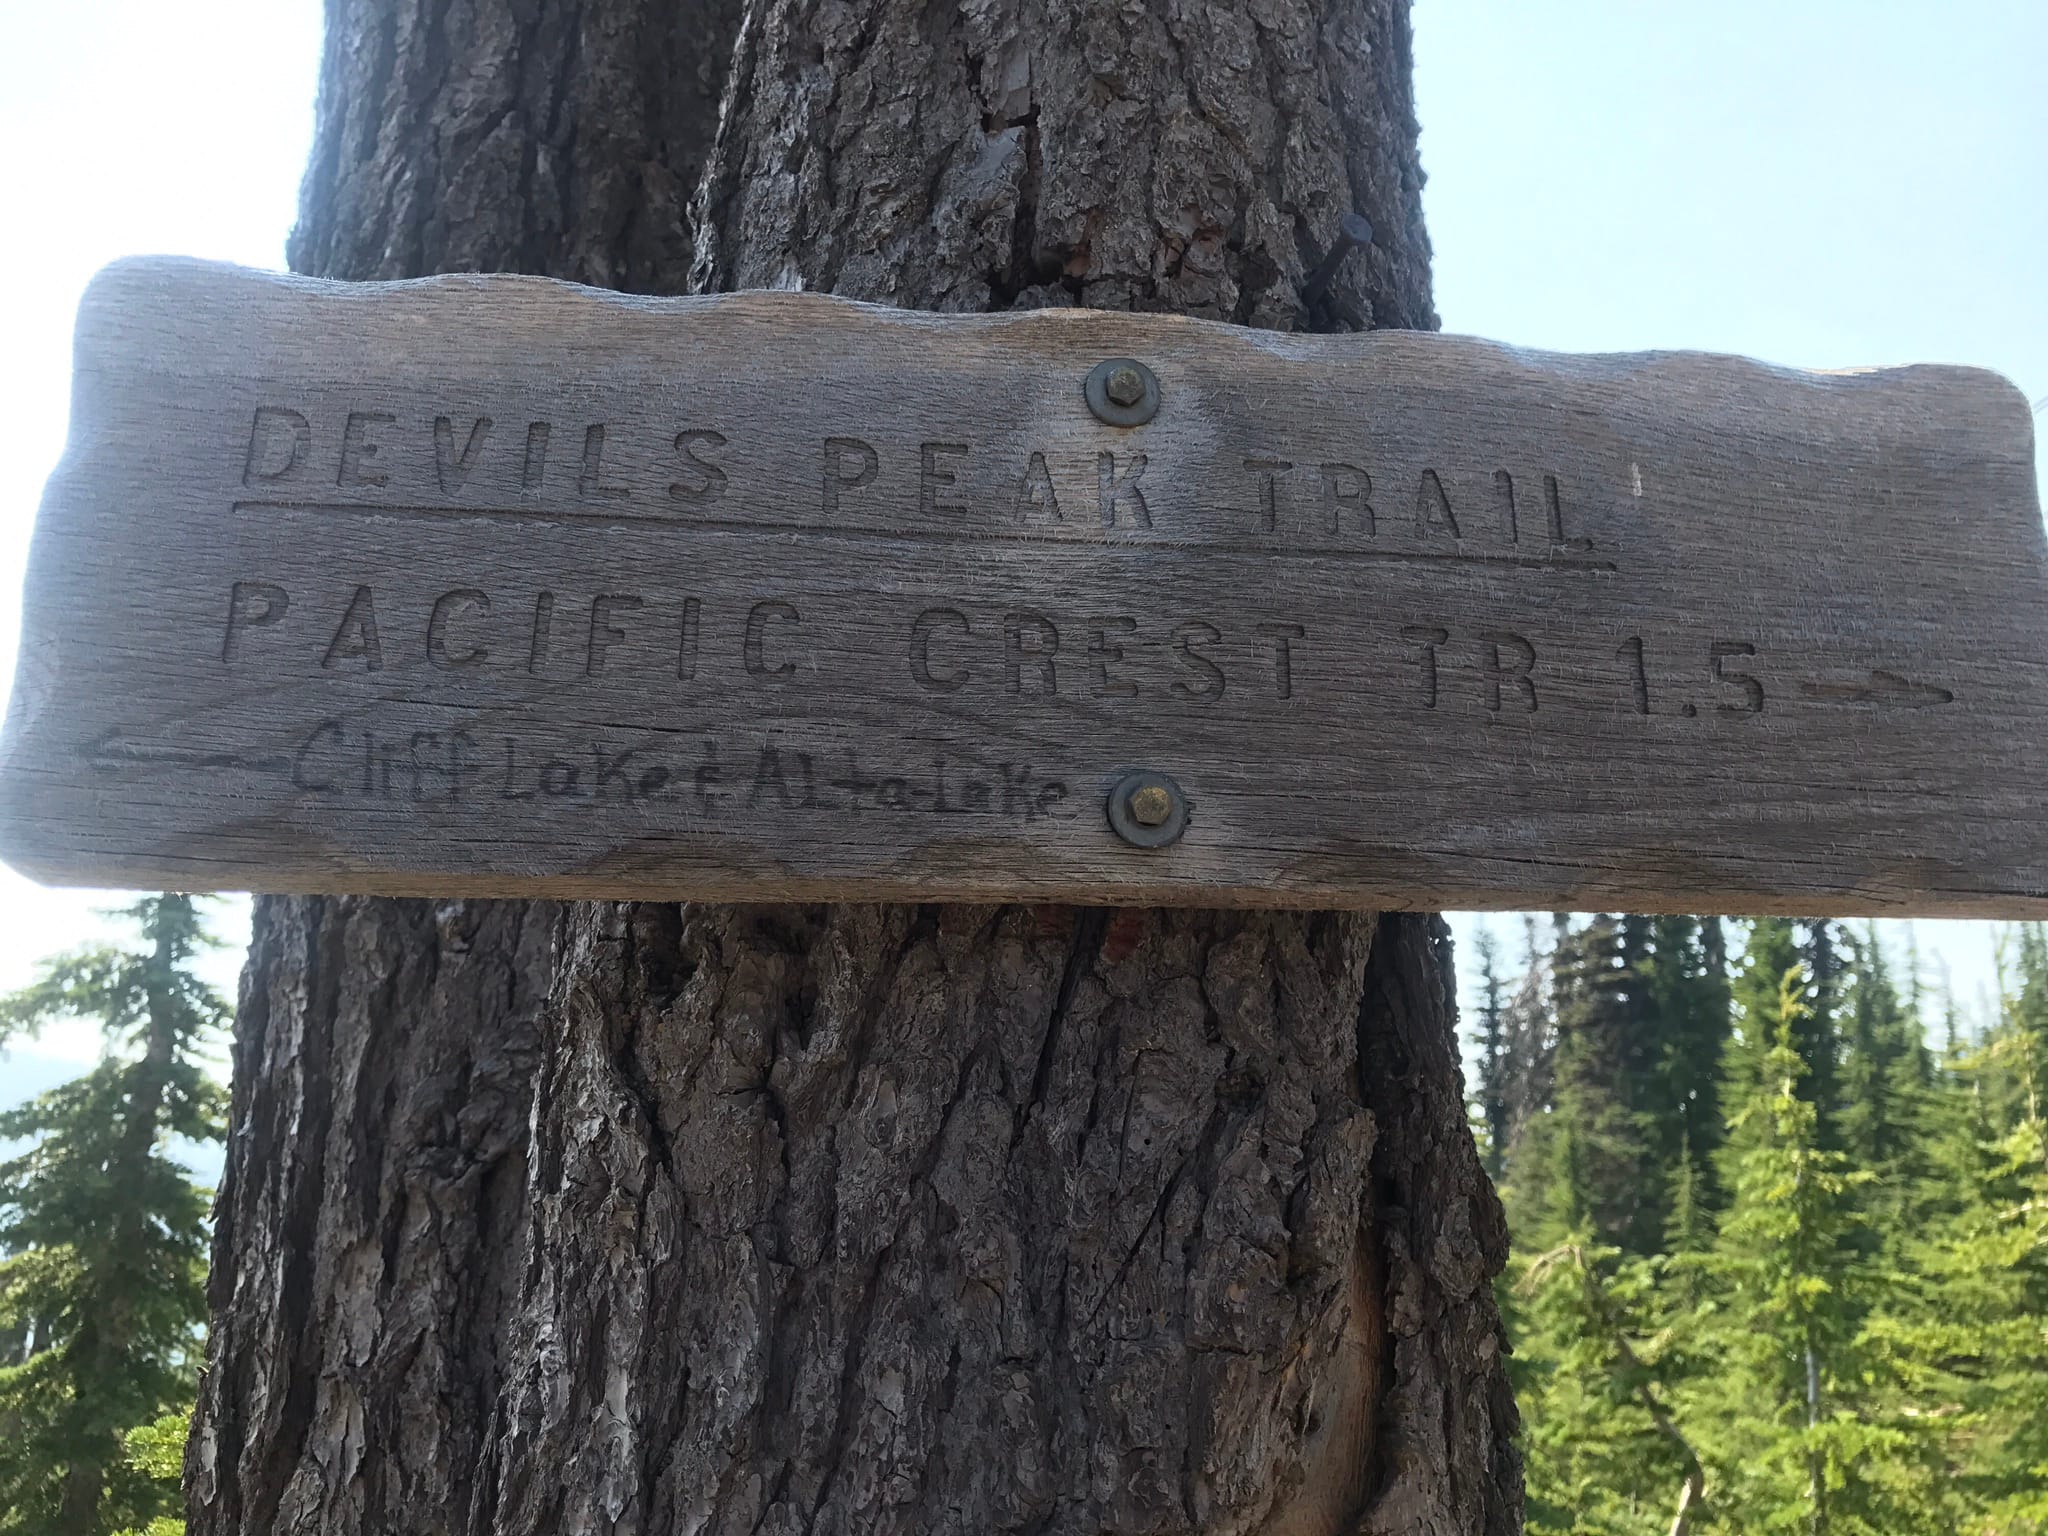 DEVILS PEAK TRAIL
PACIFIC CREST TR 1.5 →
← Cliff Lake & Alta Lake